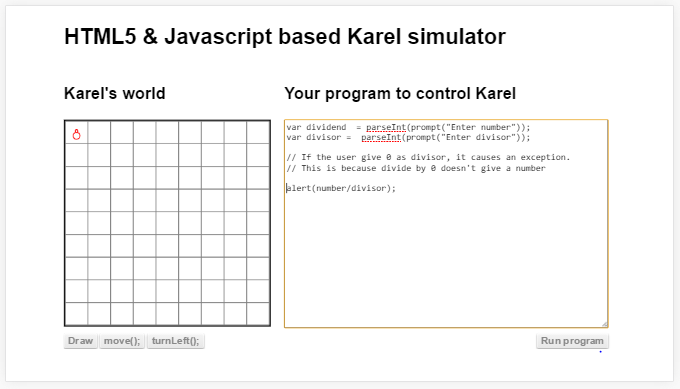 HTML5 & Javascript based Karel simulator
Karel's world
Your program to control Karel
var dividend  = parseInt(prompt("Enter number"));
var divisor =  parseInt(prompt("Enter divisor"));
// If the user give 0 as divisor, it causes an exception.
// This is because divide by 0 doesn't give a number
alert(number/divisor);
Draw move(); turnLeft(); Run program